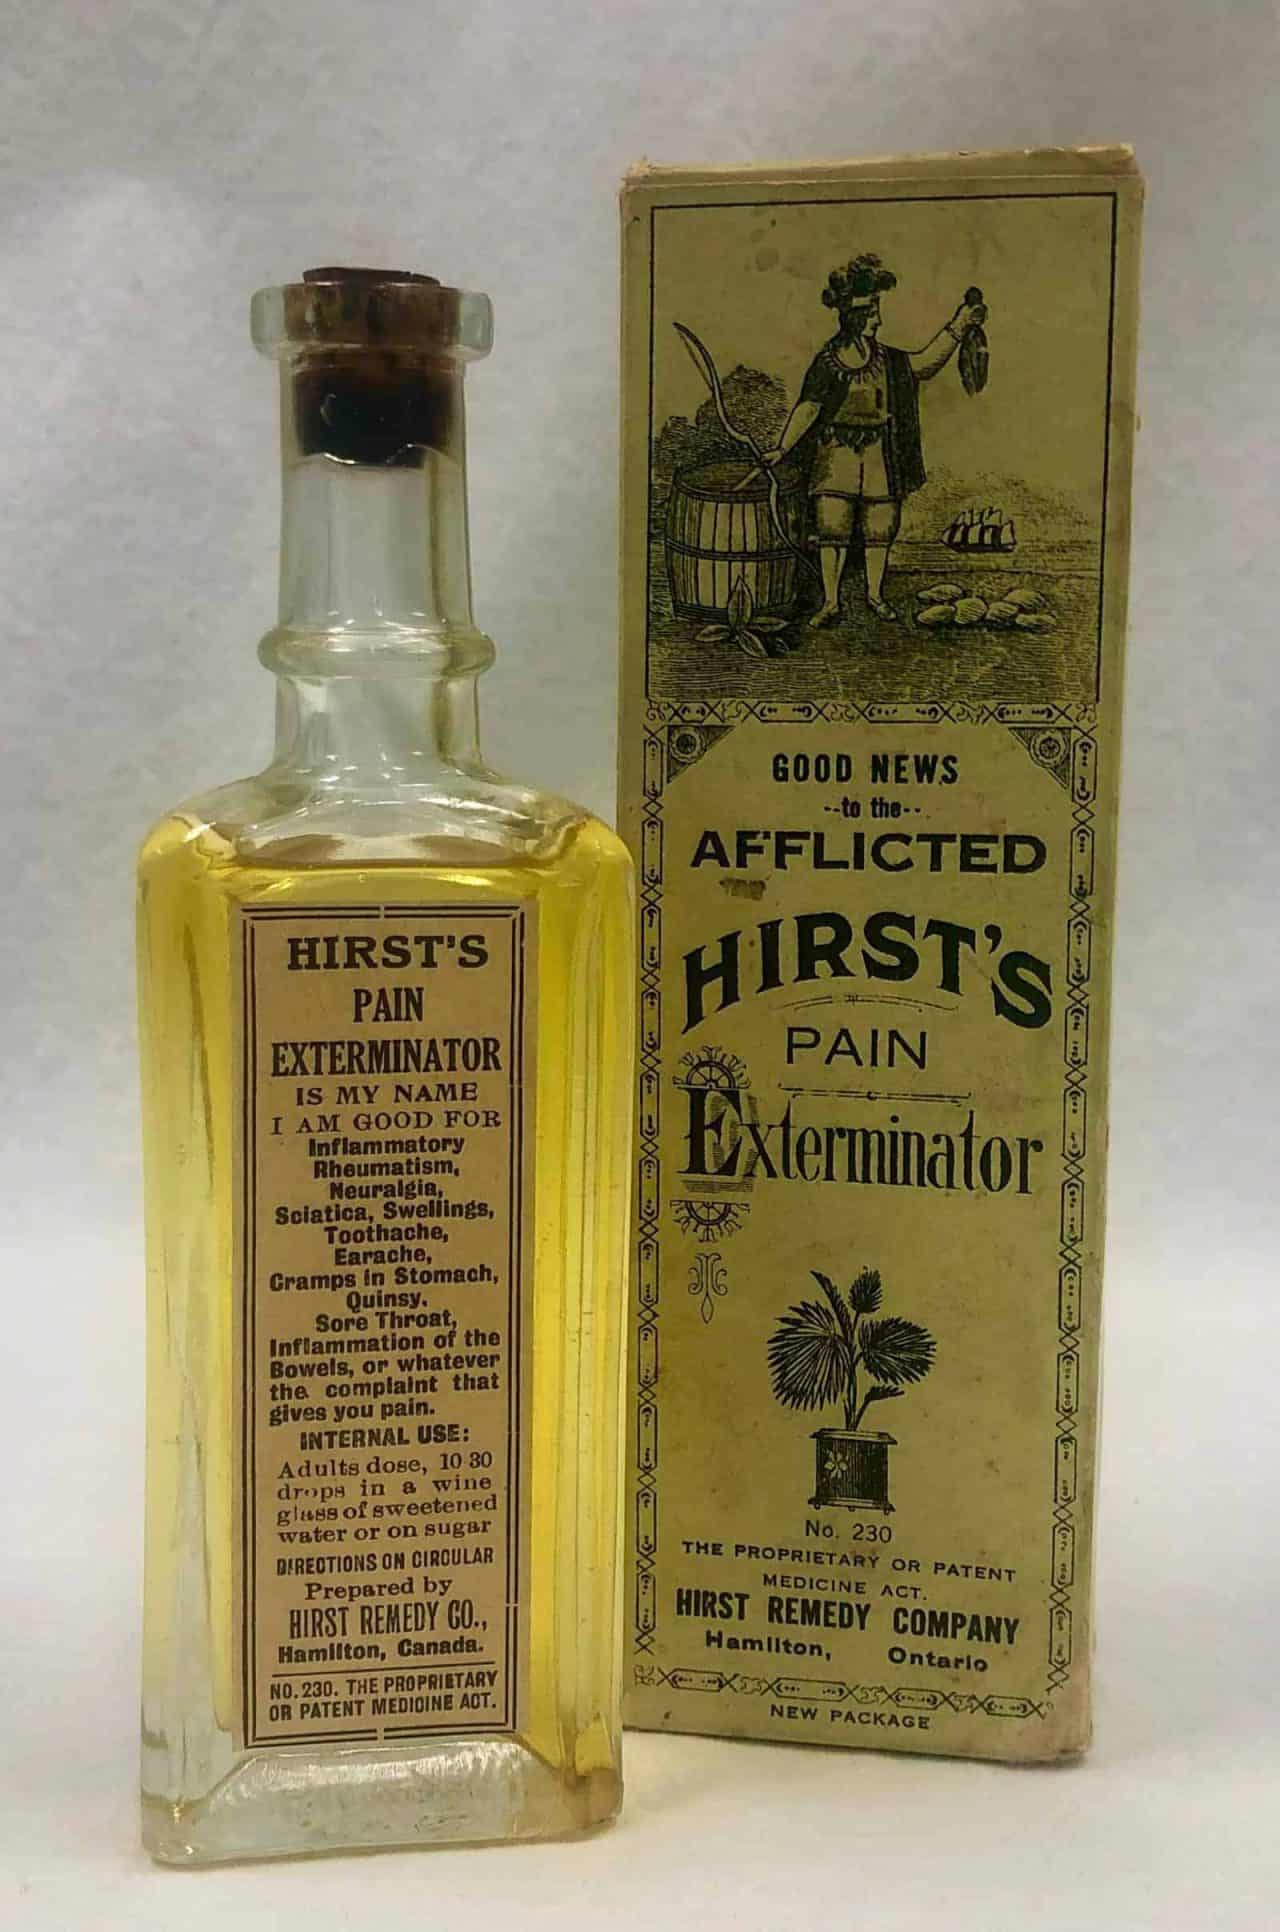 HIRST'S
PAIN
EXTERMINATOR
IS MY NAME
I AM GOOD FOR
Inflammatory
Rheumatism,
Neuralgia,
Sciatica, Swellings,
Toothache,
Earache,
Cramps in Stomach,
Quinsy,
Sore Throat,
Inflammation of the
Bowels, or whatever
the complaint that
gives you pain.
INTERNAL USE:
Adults dose, 10-30
drops in a wine
glass of sweetened
water or on sugar
DIRECTIONS ON CIRCULAR
Prepared by
HIRST REMEDY CO.,
Hamilton, Canada.
NO. 230. THE PROPRIETARY
OR PATENT MEDICINE ACT.
GOOD NEWS
--to the--
AFFLICTED
HIRST'S
PAIN
Exterminator
No. 230
THE PROPRIETARY OR PATENT
MEDICINE ACT.
HIRST REMEDY COMPANY
Hamilton, Ontario
NEW PACKAGE